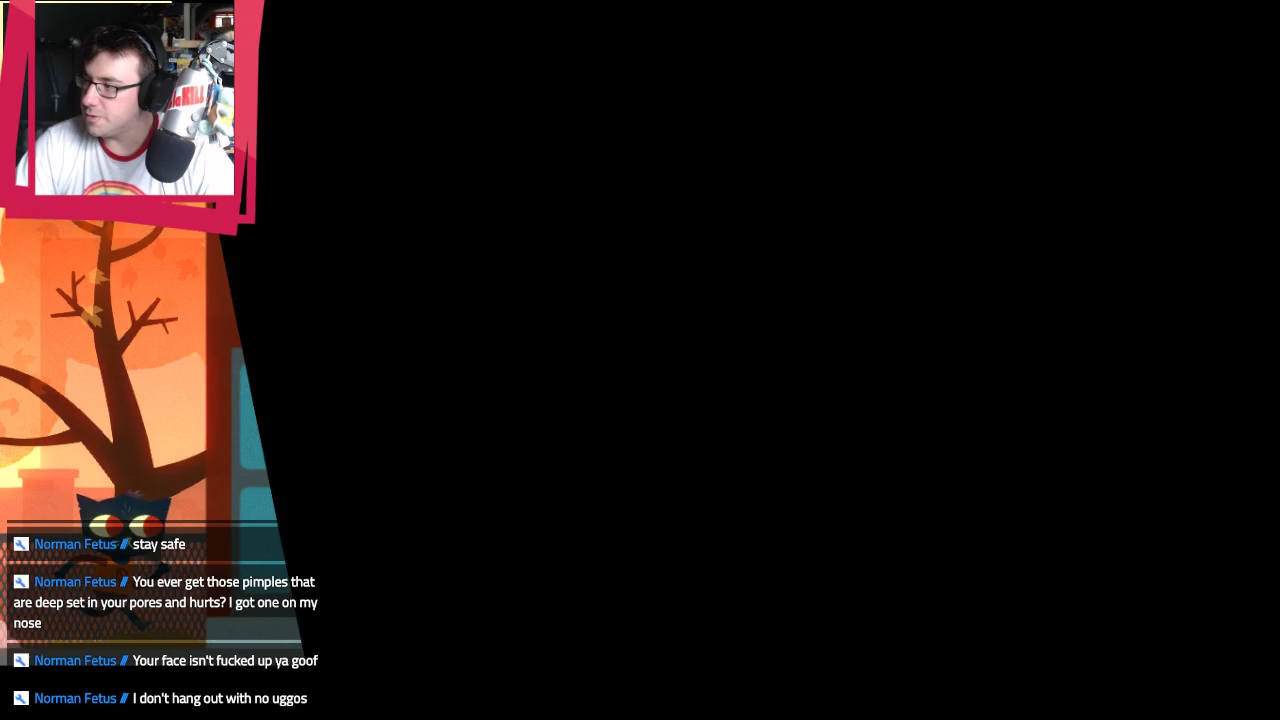 KILL
Norman Fetus /// stay safe
Norman Fetus /// You ever get those pimples that
are deep set in your pores and hurts? I got one on my
nose
Norman Fetus /// Your face isn't fucked up ya goof
Norman Fetus /// I don't hang out with no uggos